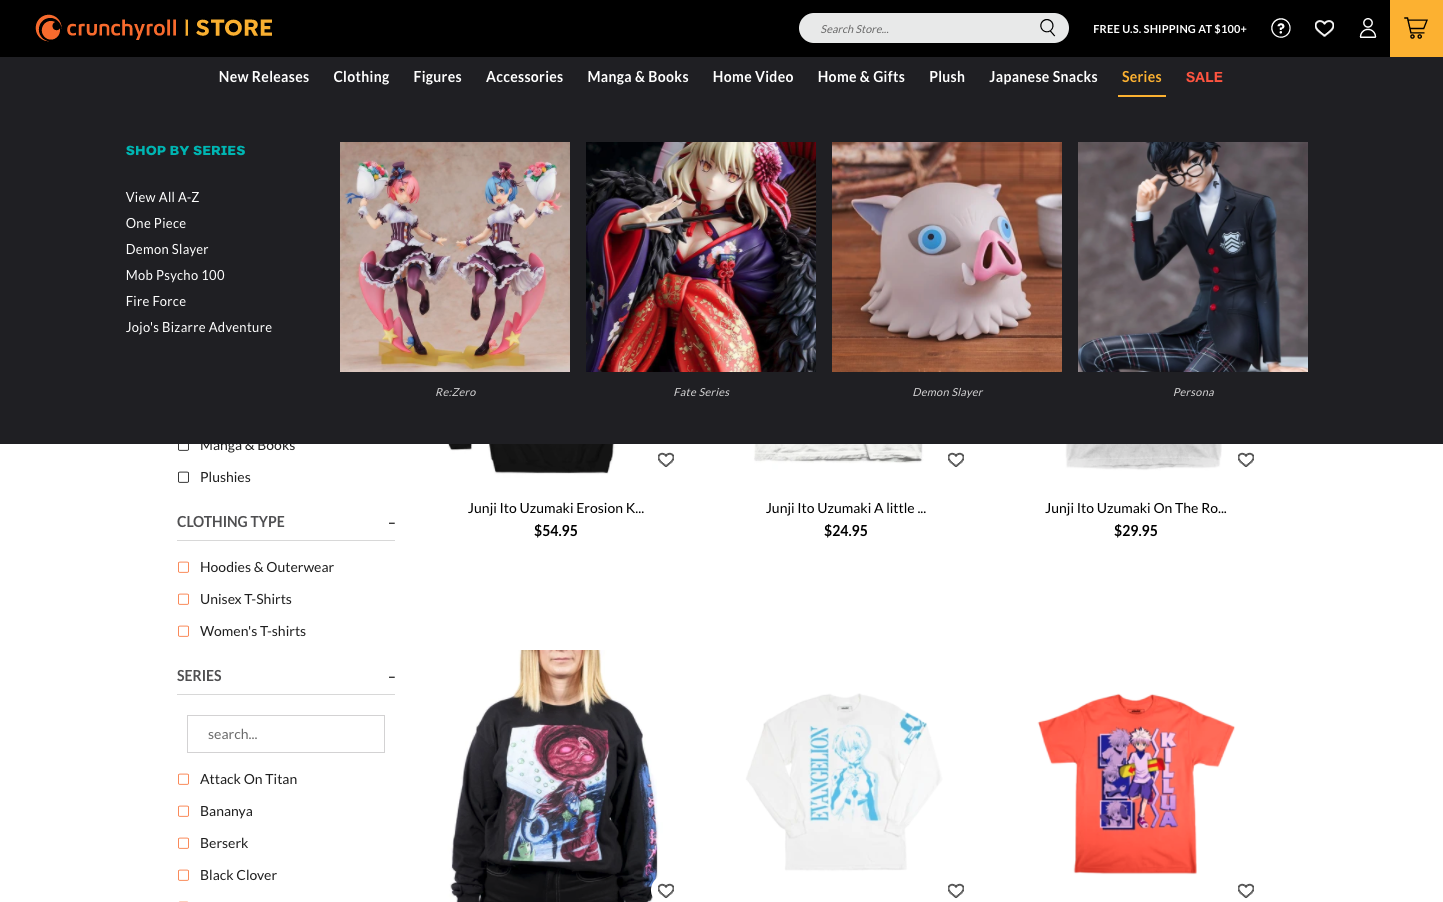 crunchyroll | STORE
Search Store...
FREE U.S. SHIPPING AT $100+
New Releases Clothing Figures Accessories Manga & Books Home Video Home & Gifts Plush Japanese Snacks Series SALE
SHOP BY SERIES
View All A-Z
One Piece
Demon Slayer
Mob Psycho 100
Fire Force
Jojo's Bizarre Adventure
Re:Zero
Fate Series
Demon Slayer
Persona
Manga & Books
Plushies
CLOTHING TYPE –
Hoodies & Outerwear
Unisex T-Shirts
Women's T-shirts
SERIES –
search...
Attack On Titan
Bananya
Berserk
Black Clover
Junji Ito Uzumaki Erosion K...
$54.95
Junji Ito Uzumaki A little ...
$24.95
Junji Ito Uzumaki On The Ro...
$29.95
EVANGELION
KILLUA